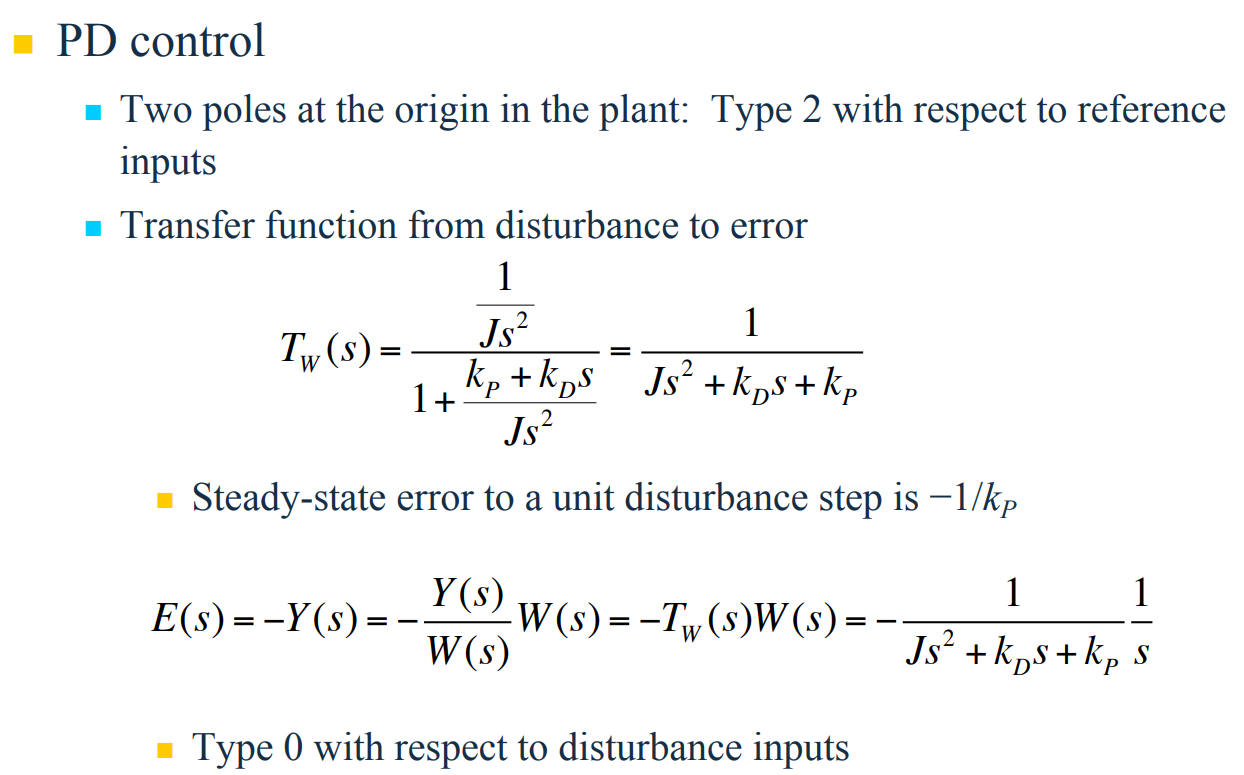 PD control
Two poles at the origin in the plant: Type 2 with respect to reference
inputs
Transfer function from disturbance to error
T_W(s) = \frac{\frac{1}{Js^2}}{1+\frac{k_P+k_Ds}{Js^2}} = \frac{1}{Js^2+k_Ds+k_P}
Steady-state error to a unit disturbance step is −1/k_P
E(s) = −Y(s) = −\frac{Y(s)}{W(s)}W(s) = −T_W(s)W(s) = −\frac{1}{Js^2+k_Ds+k_P}\frac{1}{s}
Type 0 with respect to disturbance inputs